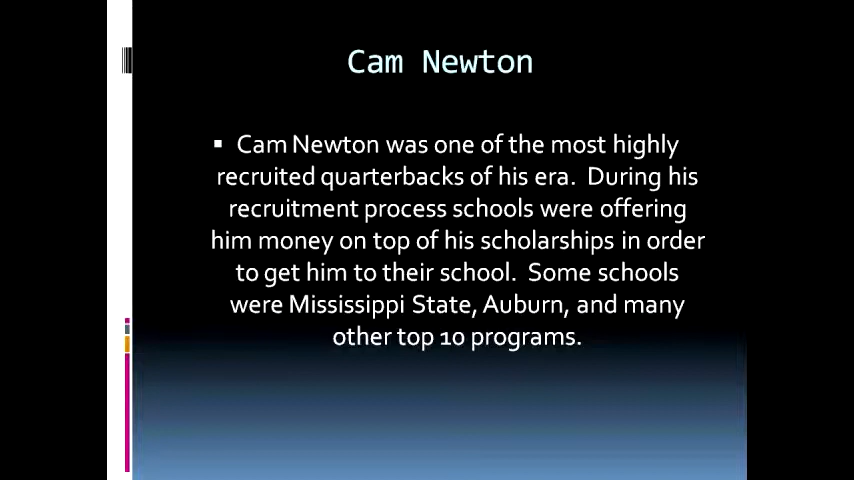 Cam Newton
▪ Cam Newton was one of the most highly
recruited quarterbacks of his era.  During his
recruitment process schools were offering
him money on top of his scholarships in order
to get him to their school.  Some schools
were Mississippi State, Auburn, and many
other top 10 programs.